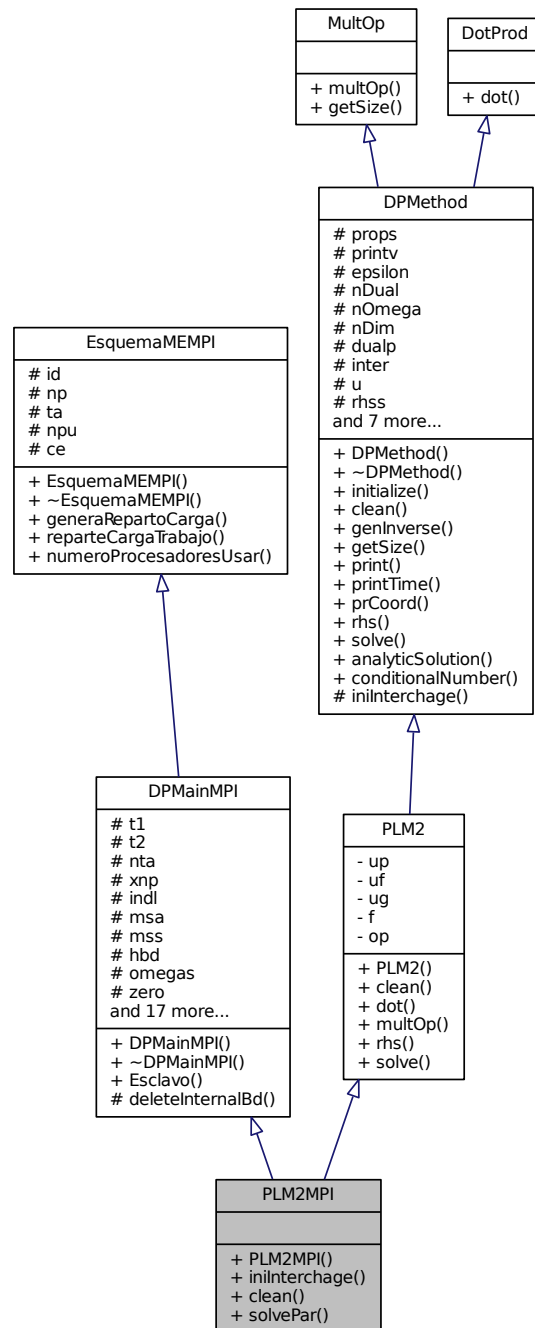 MultOp
+ multOp()
+ getSize()
DotProd
+ dot()
DPMethod
# props
# printv
# epsilon
# nDual
# nOmega
# nDim
# dualp
# inter
# u
# rhss
and 7 more...
+ DPMethod()
+ ~DPMethod()
+ initialize()
+ clean()
+ genInverse()
+ getSize()
+ print()
+ printTime()
+ prCoord()
+ rhs()
+ solve()
+ analyticSolution()
+ conditionalNumber()
# iniInterchage()
EsquemaMEMPI
# id
# np
# ta
# npu
# ce
+ EsquemaMEMPI()
+ ~EsquemaMEMPI()
+ generaRepartoCarga()
+ reparteCargaTrabajo()
+ numeroProcesadoresUsar()
DPMainMPI
# t1
# t2
# nta
# xnp
# indl
# msa
# mss
# hbd
# omegas
# zero
and 17 more...
+ DPMainMPI()
+ ~DPMainMPI()
+ Esclavo()
# deleteInternalBd()
PLM2
- up
- uf
- ug
- f
- op
+ PLM2()
+ clean()
+ dot()
+ multOp()
+ rhs()
+ solve()
PLM2MPI
+ PLM2MPI()
+ iniInterchage()
+ clean()
+ solvePar()